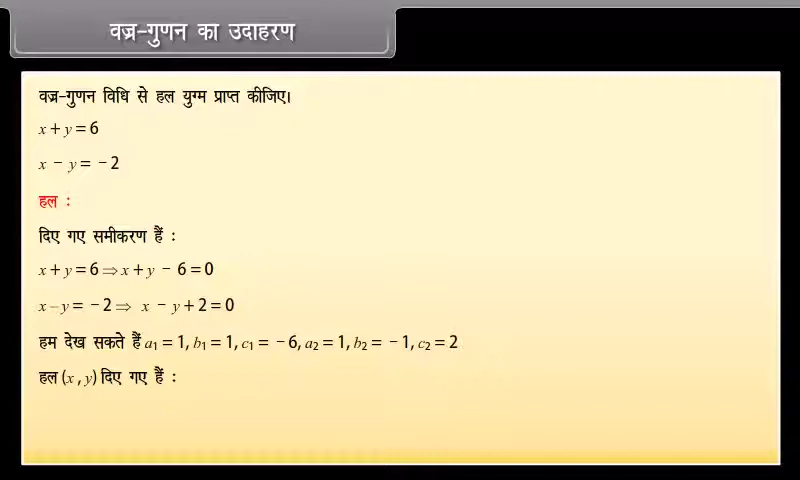 वज्र-गुणन का उदाहरण
वज्र-गुणन विधि से हल युग्म प्राप्त कीजिए।
x + y = 6
x - y = -2
हल :
दिए गए समीकरण हैं :
x + y = 6 ⇒ x + y - 6 = 0
x - y = -2 ⇒ x - y + 2 = 0
हम देख सकते हैं a₁ = 1, b₁ = 1, c₁ = -6, a₂ = 1, b₂ = -1, c₂ = 2
हल (x, y) दिए गए हैं :